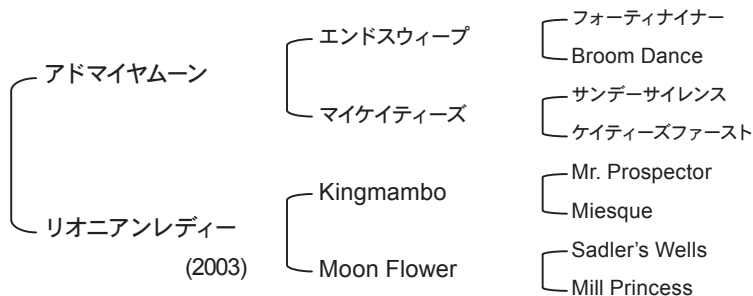 アドマイヤムーン
エンドスウィープ
フォーティナイナー
Broom Dance
マイケイティーズ
サンデーサイレンス
ケイティーズファースト
リオニアンレディー
(2003)
Kingmambo
Mr. Prospector
Miesque
Moon Flower
Sadler’s Wells
Mill Princess